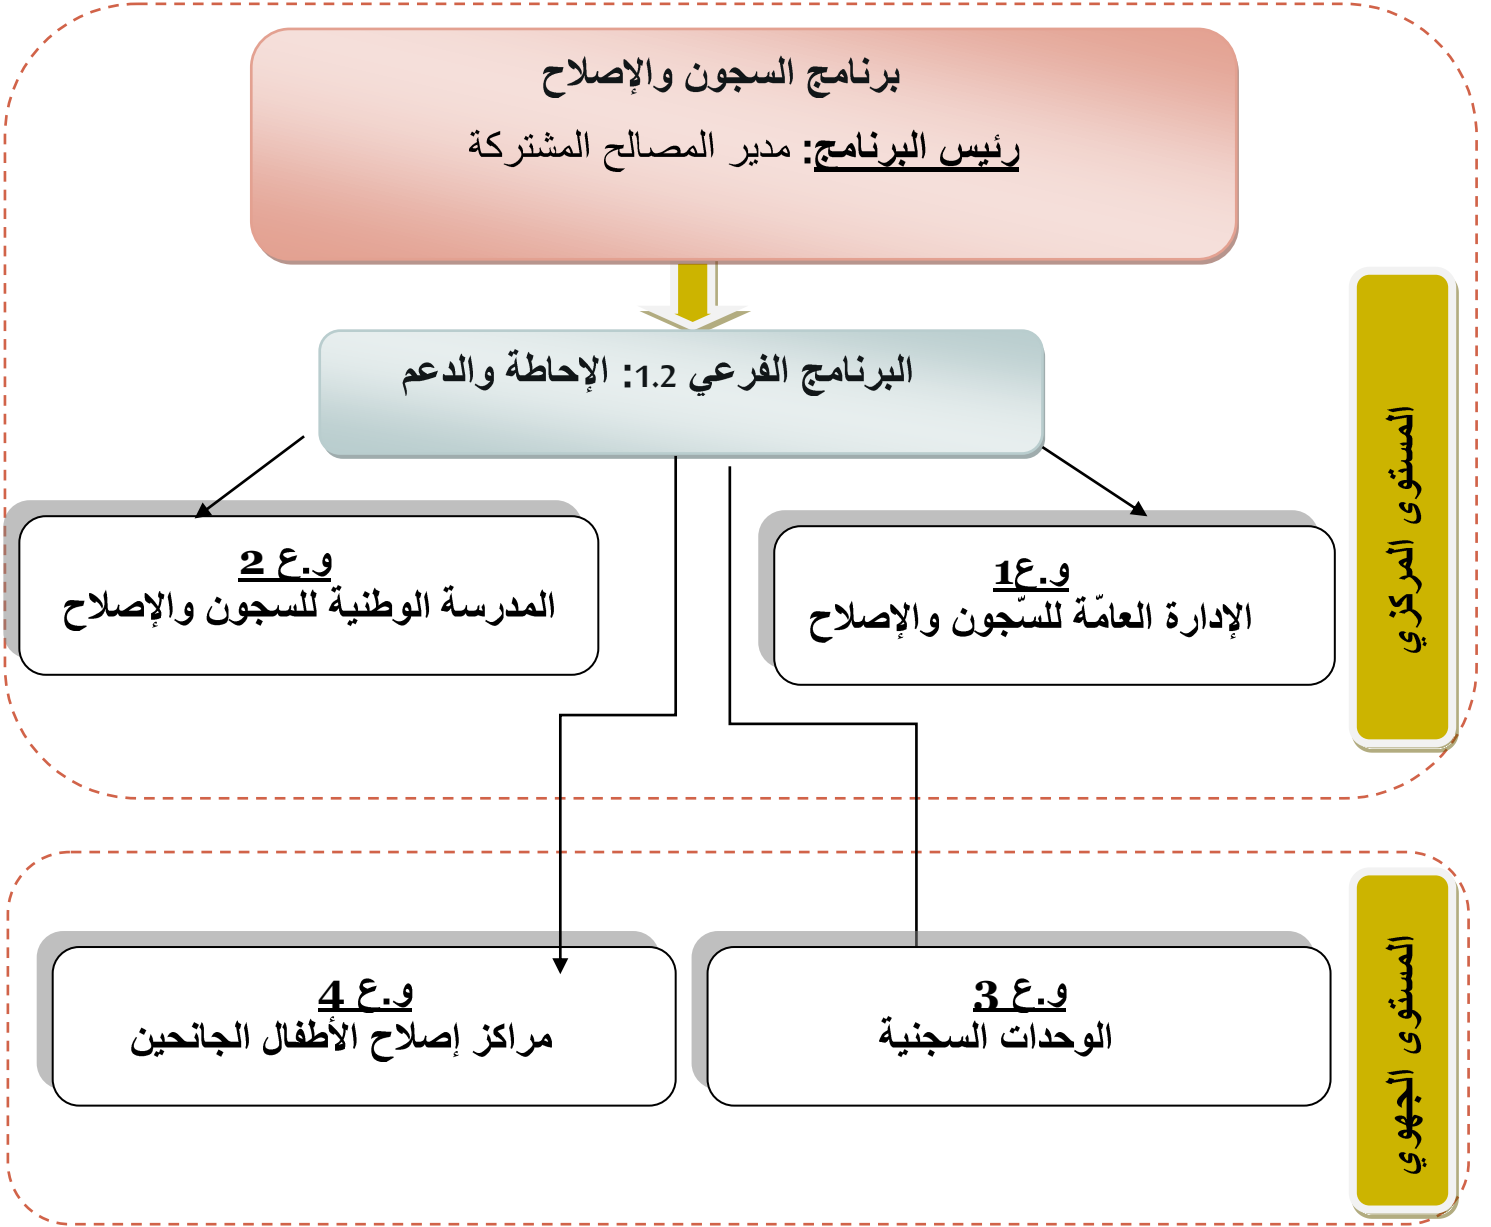 برنامج السجون والإصلاح
رئيس البرنامج: مدير المصالح المشتركة
البرنامج الفرعي 1.2: الإحاطة والدعم
المستوى المركزي
و.ع1
الإدارة العامّة للسّجون والإصلاح
و.ع 2
المدرسة الوطنية للسجون والإصلاح
المستوى الجهوي
و.ع 3
الوحدات السجنية
و.ع 4
مراكز إصلاح الأطفال الجانحين